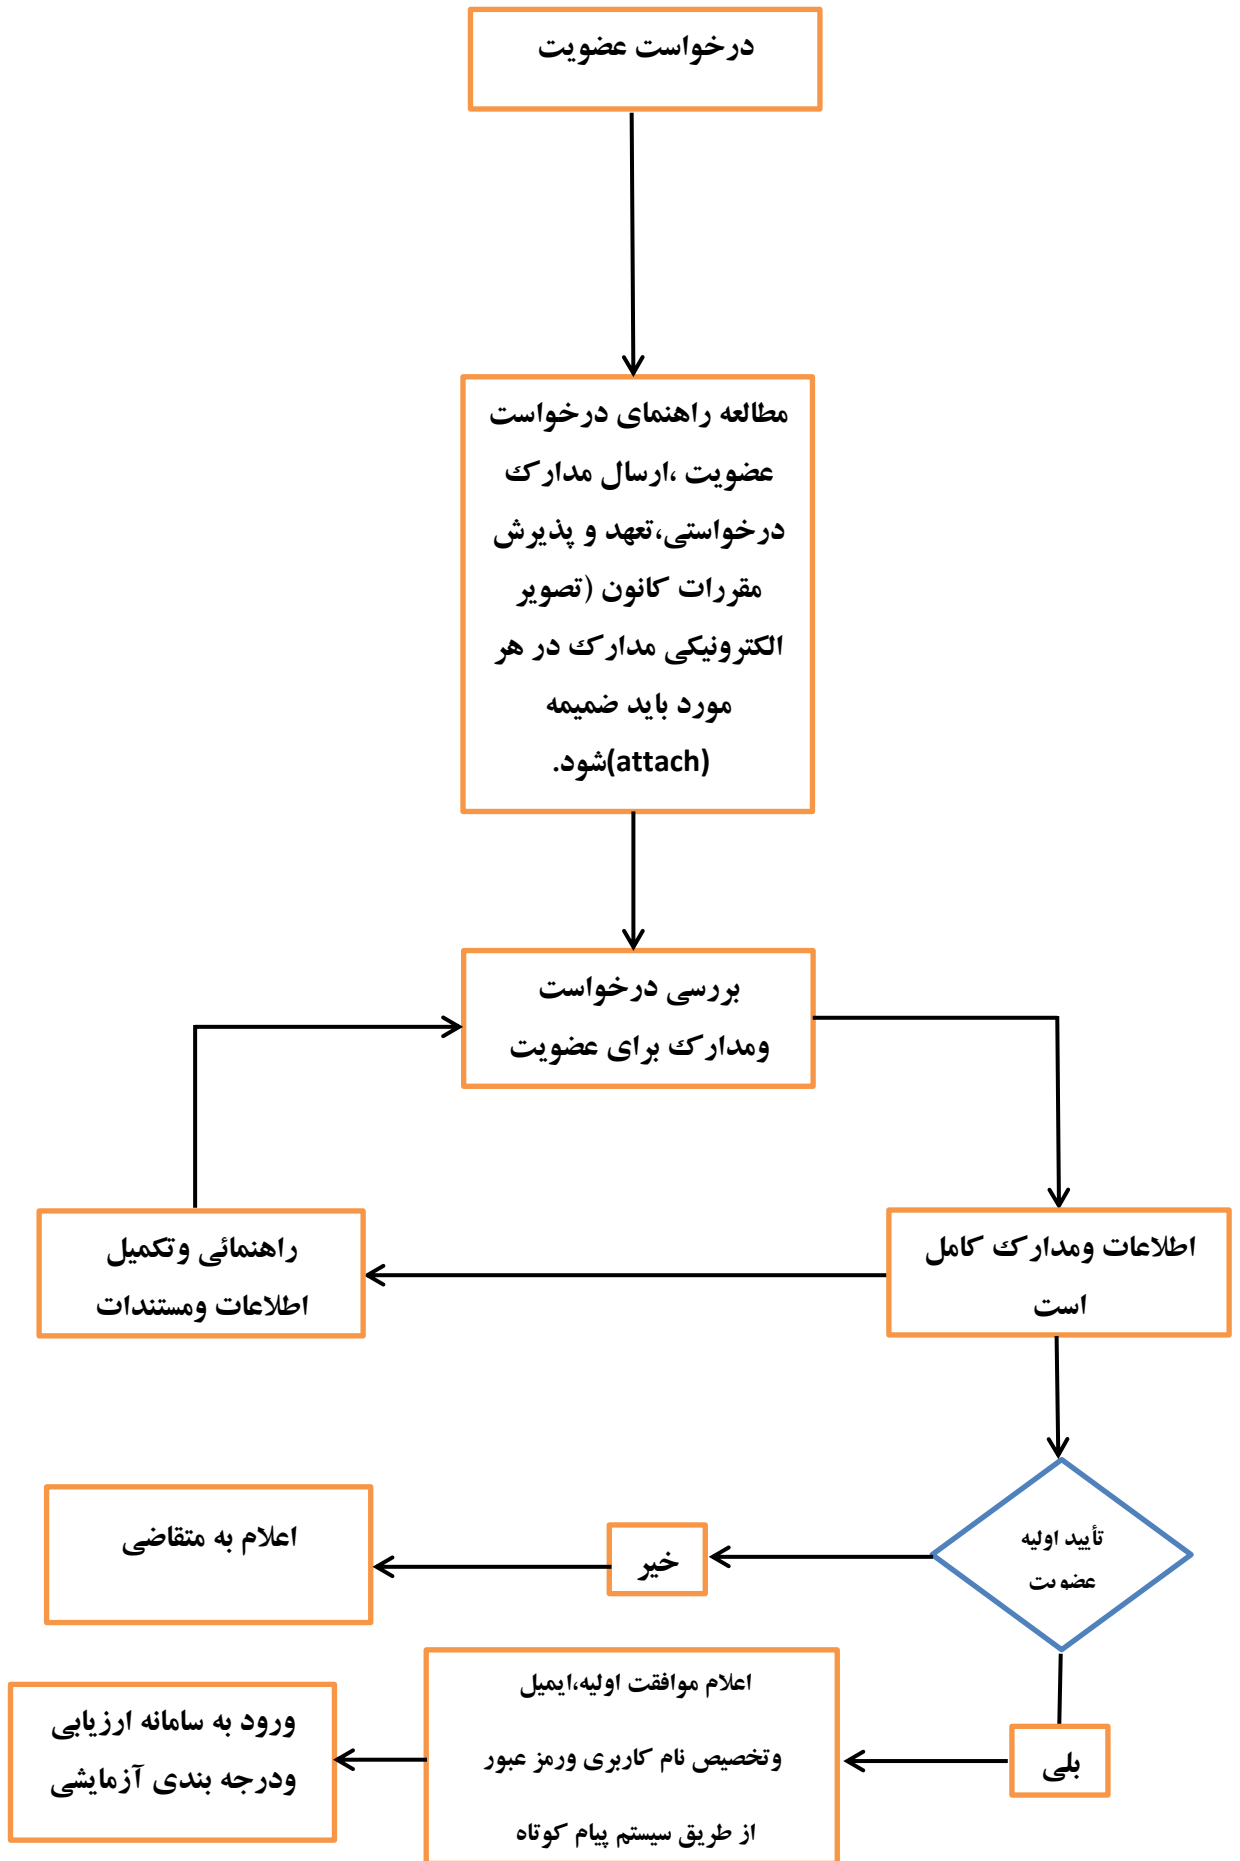 درخواست عضویت
مطالعه راهنمای درخواست
عضویت ،ارسال مدارک
درخواستی،تعهد و پذیرش
مقررات کانون (تصویر
الکترونیکی مدارک در هر
مورد باید ضمیمه
(attach)شود.
بررسی درخواست
ومدارک برای عضویت
اطلاعات ومدارک کامل
است
راهنمائی وتکمیل
اطلاعات ومستندات
تأیید اولیه
عضویت
خیر
اعلام به متقاضی
بلی
اعلام موافقت اولیه،ایمیل
وتخصیص نام کاربری ورمز عبور
از طریق سیستم پیام کوتاه
ورود به سامانه ارزیابی
ودرجه بندی آزمایشی